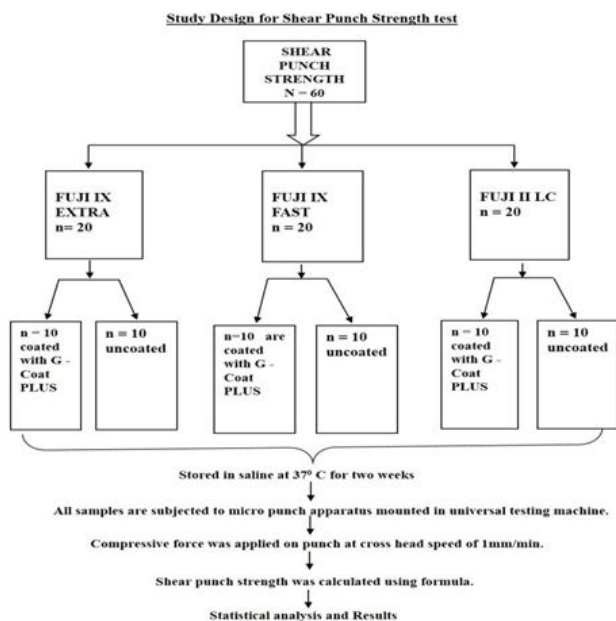 Study Design for Shear Punch Strength test
SHEAR
PUNCH
STRENGTH
N = 60
FUJI IX
EXTRA
n= 20
FUJI IX
FAST
n = 20
FUJI II LC
n = 20
n = 10
coated
with G -
Coat
PLUS
n = 10
uncoated
n=10 are
coated
with G -
Coat
PLUS
n = 10
uncoated
n = 10
coated
with G -
Coat
PLUS
n = 10
uncoated
Stored in saline at 37⁰ C for two weeks
All samples are subjected to micro punch apparatus mounted in universal testing machine.
Compressive force was applied on punch at cross head speed of 1mm/min.
Shear punch strength was calculated using formula.
Statistical analysis and Results